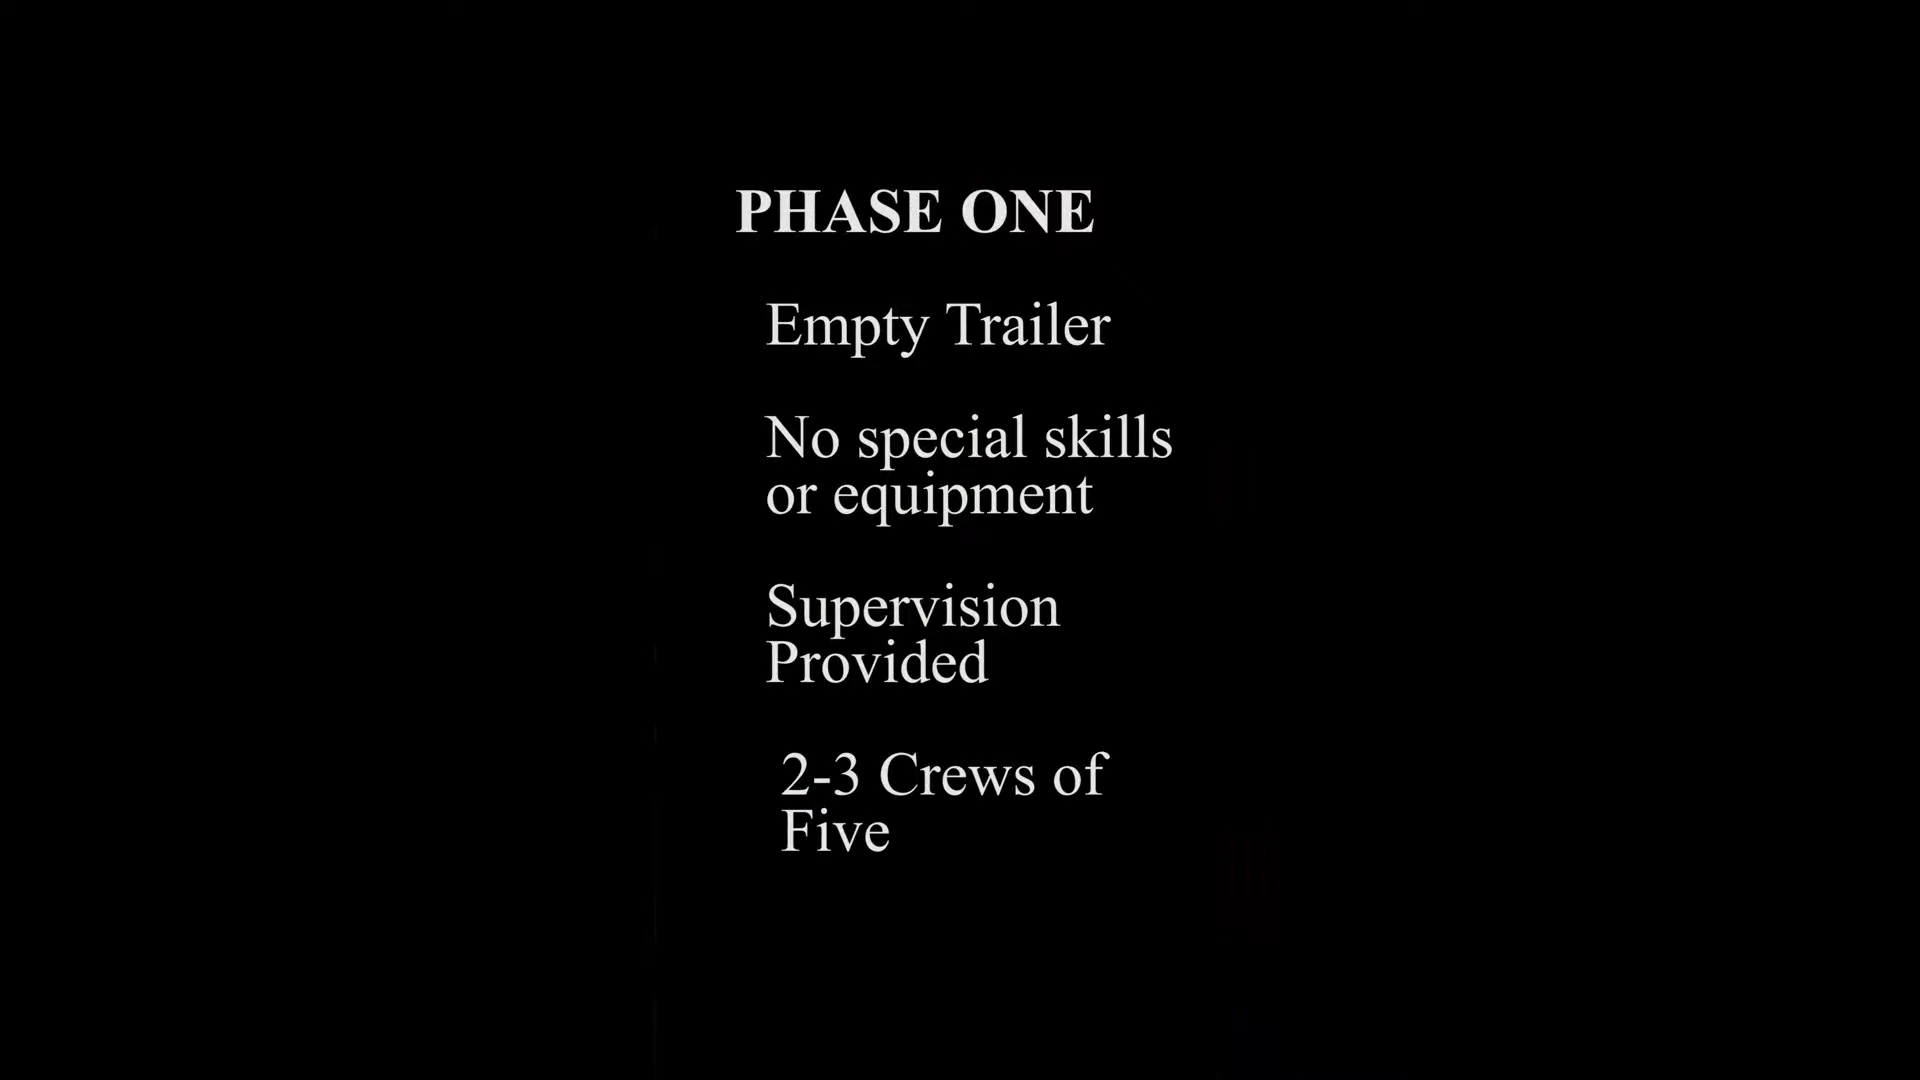 PHASE ONE
Empty Trailer
No special skills
or equipment
Supervision
Provided
2-3 Crews of
Five